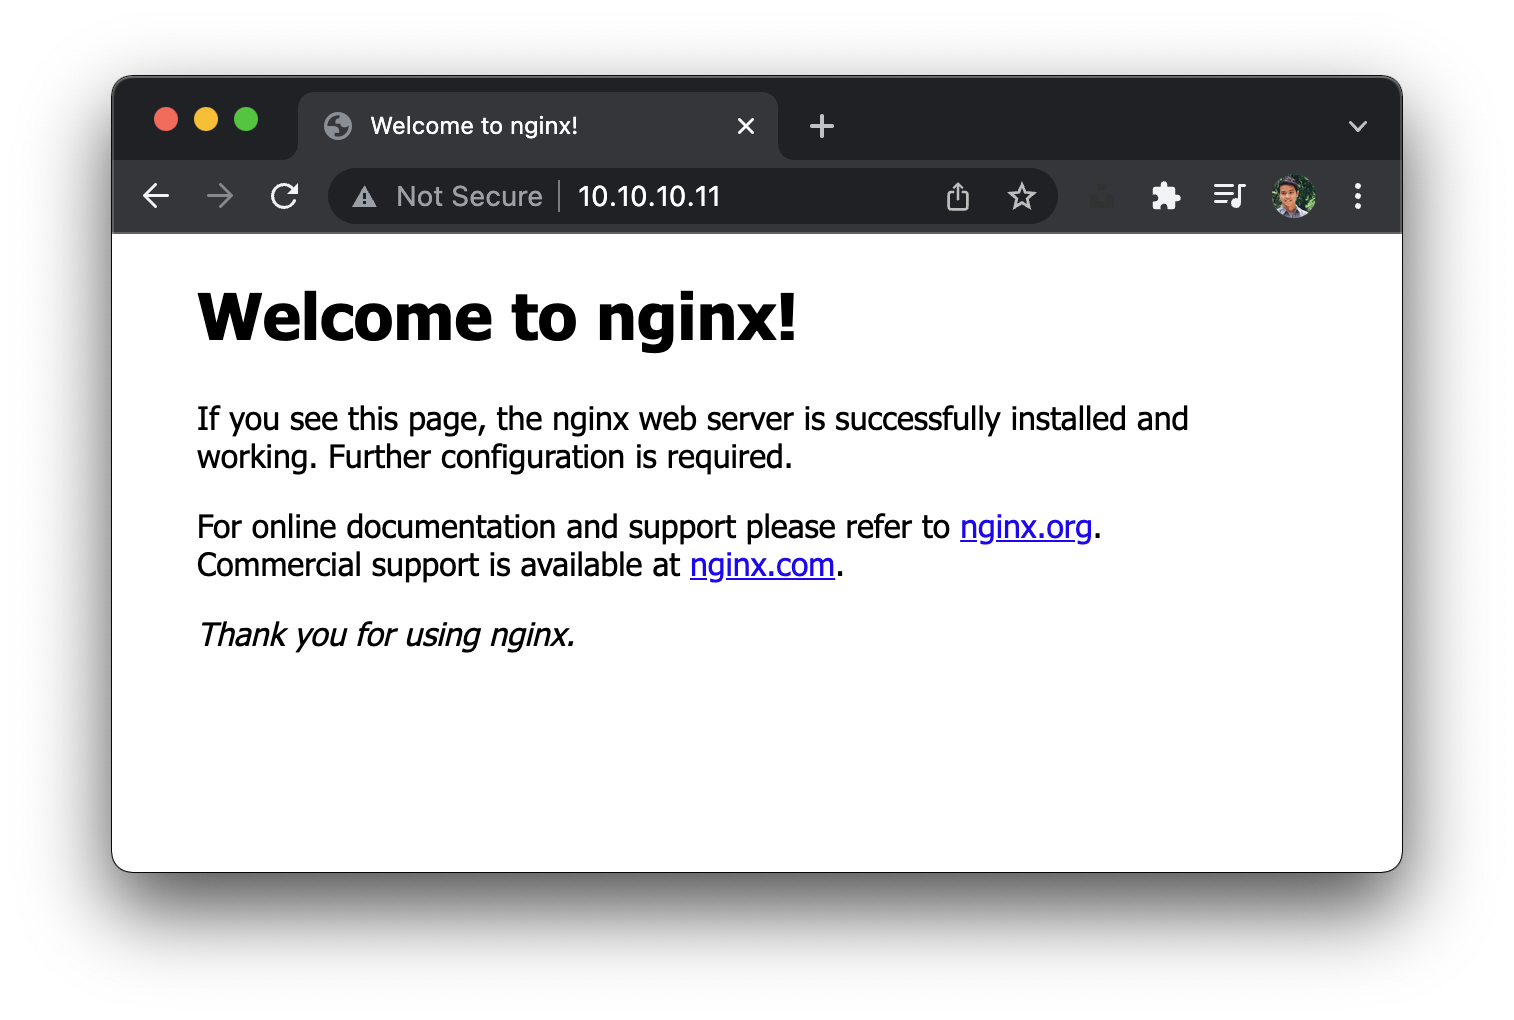 Welcome to nginx!
Not Secure 10.10.10.11
Welcome to nginx!
If you see this page, the nginx web server is successfully installed and
working. Further configuration is required.
For online documentation and support please refer to nginx.org.
Commercial support is available at nginx.com.
Thank you for using nginx.